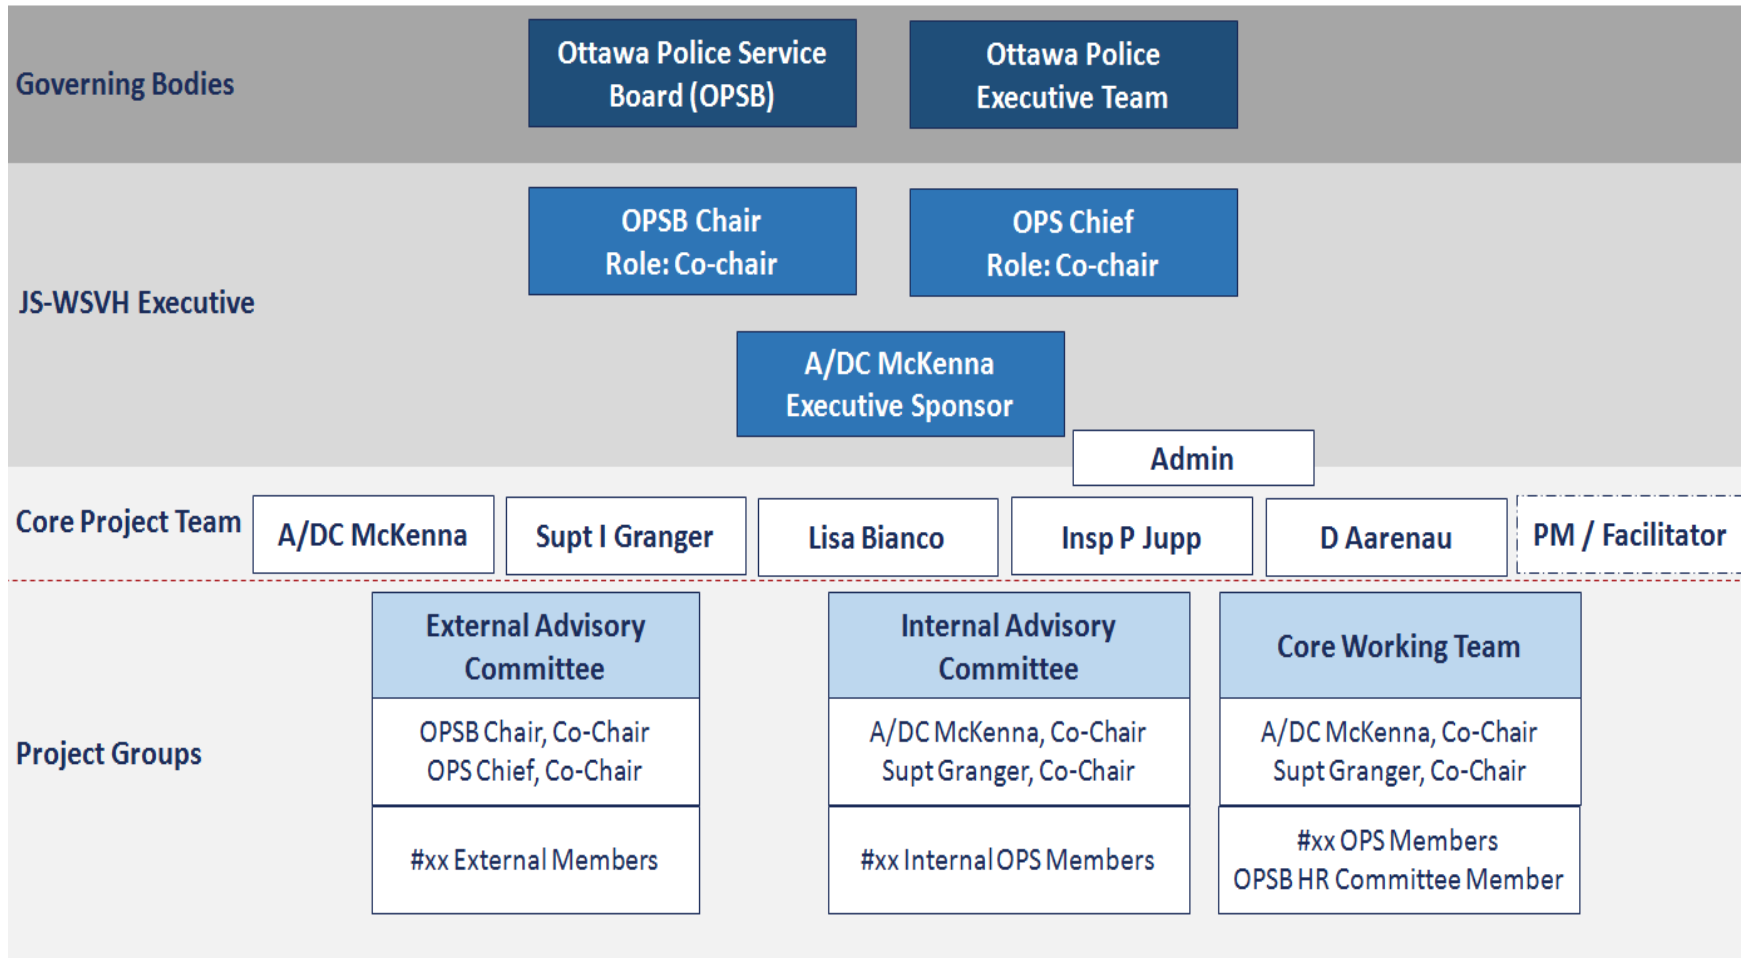 Governing Bodies
Ottawa Police Service
Board (OPSB)
Ottawa Police
Executive Team
JS-WSVH Executive
OPSB Chair
Role: Co-chair
OPS Chief
Role: Co-chair
A/DC McKenna
Executive Sponsor
Admin
Core Project Team
A/DC McKenna
Supt I Granger
Lisa Bianco
Insp P Jupp
D Aarenau
PM / Facilitator
Project Groups
External Advisory
Committee
OPSB Chair, Co-Chair
OPS Chief, Co-Chair
#xx External Members
Internal Advisory
Committee
A/DC McKenna, Co-Chair
Supt Granger, Co-Chair
#xx Internal OPS Members
Core Working Team
A/DC McKenna, Co-Chair
Supt Granger, Co-Chair
#xx OPS Members
OPSB HR Committee Member